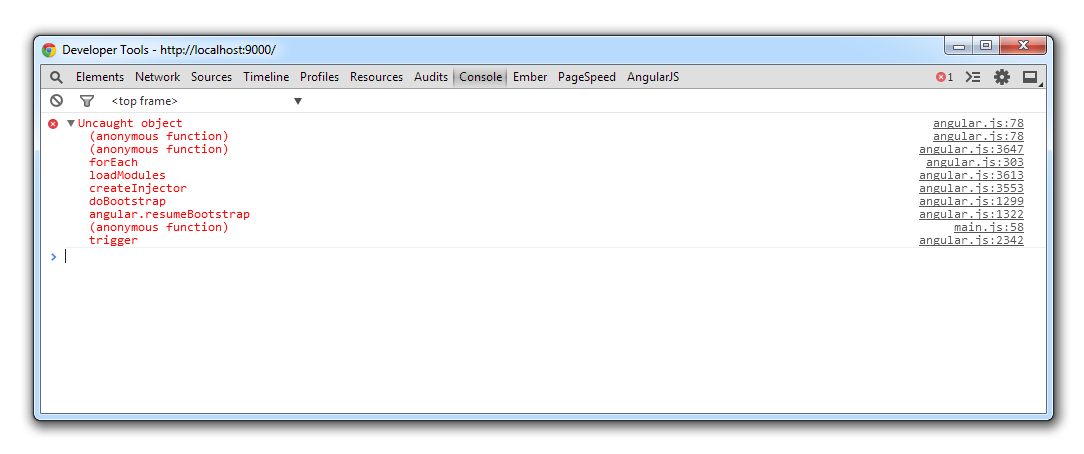 Developer Tools - http://localhost:9000/
Elements Network Sources Timeline Profiles Resources Audits Console Ember PageSpeed AngularJS 1
<top frame>
Uncaught object angular.js:78
(anonymous function) angular.js:78
(anonymous function) angular.js:3647
forEach angular.js:303
loadModules angular.js:3613
createInjector angular.js:3553
doBootstrap angular.js:1299
angular.resumeBootstrap angular.js:1322
(anonymous function) main.js:58
trigger angular.js:2342